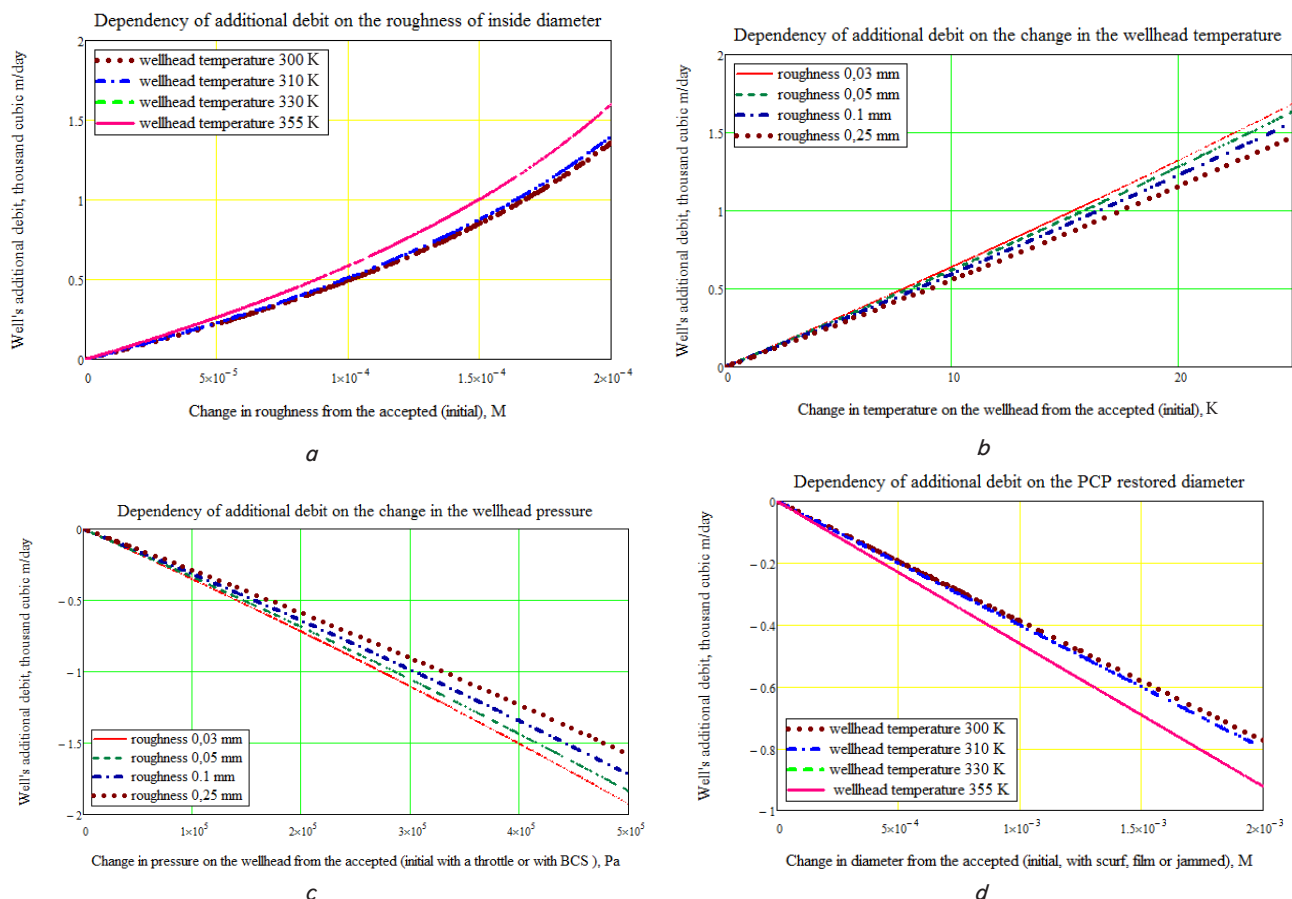 Dependency of additional debit on the roughness of inside diameter
Well's additional debit, thousand cubic m/day
2
1.5
1
0.5
0
wellhead temperature 300 K
wellhead temperature 310 K
wellhead temperature 330 K
wellhead temperature 355 K
0
5×10⁻⁵
1×10⁻⁴
1.5×10⁻⁴
2×10⁻⁴
Change in roughness from the accepted (initial), M
a
Dependency of additional debit on the change in the wellhead temperature
Well's additional debit, thousand cubic m/day
2
1.5
1
0.5
0
roughness 0,03 mm
roughness 0,05 mm
roughness 0.1 mm
roughness 0,25 mm
0
10
20
Change in temperature on the wellhead from the accepted (initial), K
b
Dependency of additional debit on the change in the wellhead pressure
Well's additional debit, thousand cubic m/day
0
− 0.5
− 1
− 1.5
− 2
roughness 0,03 mm
roughness 0,05 mm
roughness 0.1 mm
roughness 0,25 mm
0
1×10⁵
2×10⁵
3×10⁵
4×10⁵
5×10⁵
Change in pressure on the wellhead from the accepted (initial with a throttle or with BCS ), Pa
c
Dependency of additional debit on the PCP restored diameter
Well's additional debit, thousand cubic m/day
0
− 0.2
− 0.4
− 0.6
− 0.8
− 1
wellhead temperature 300 K
wellhead temperature 310 K
wellhead temperature 330 K
wellhead temperature 355 K
0
5×10⁻⁴
1×10⁻³
1.5×10⁻³
2×10⁻³
Change in diameter from the accepted (initial, with scurf, film or jammed), M
d